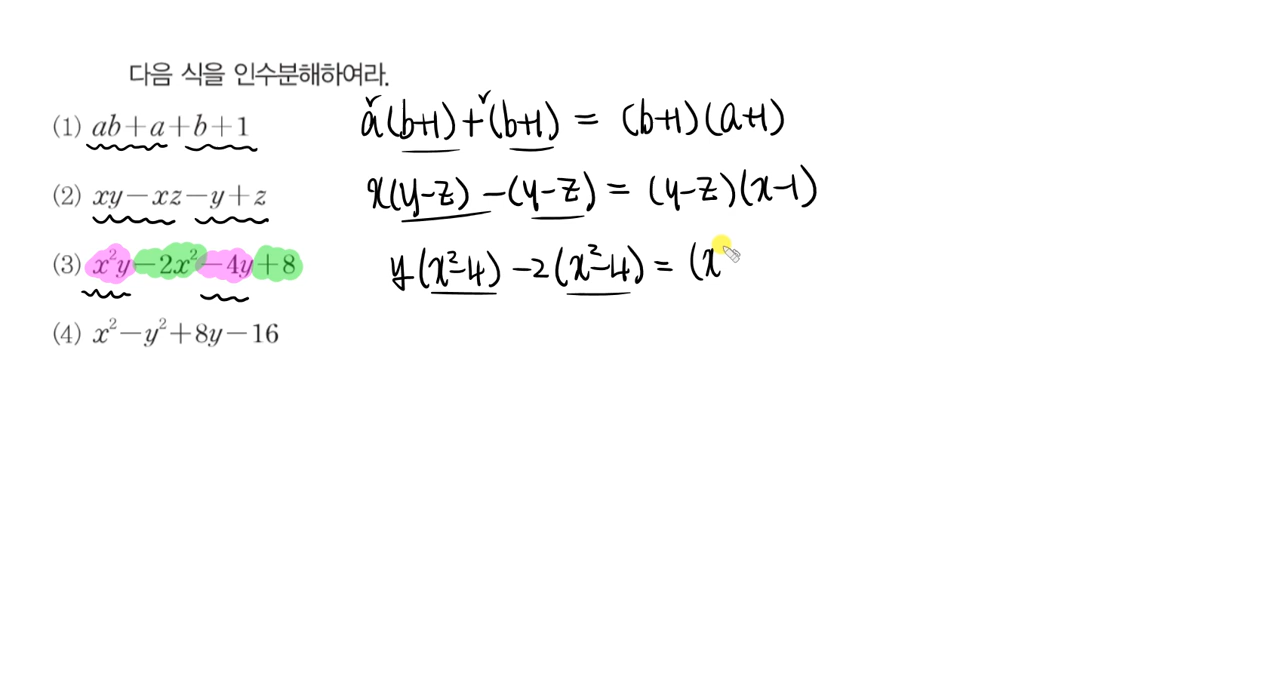 다음 식을 인수분해하여라.
(1) ab+a+b+1 a(b+1)+(b+1) = (b+1)(a+1)
(2) xy−xz−y+z x(y−z) −(y−z) = (y−z)(x−1)
(3) x²y−2x²−4y+8 y(x²−4) −2(x²−4) = (x
(4) x²−y²+8y−16